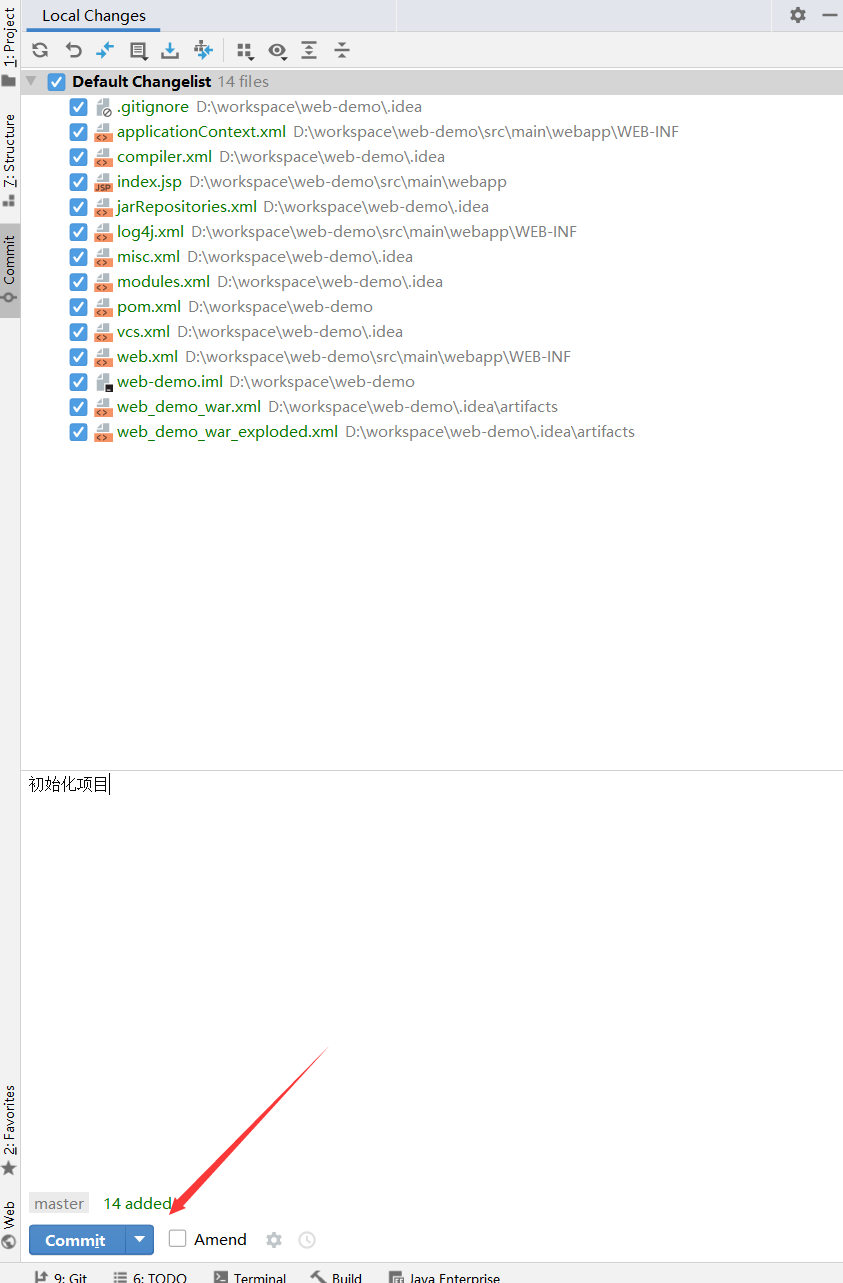 Local Changes
1: Project
Default Changelist 14 files
.gitignore D:\workspace\web-demo\.idea
applicationContext.xml D:\workspace\web-demo\src\main\webapp\WEB-INF
compiler.xml D:\workspace\web-demo\.idea
index.jsp D:\workspace\web-demo\src\main\webapp
jarRepositories.xml D:\workspace\web-demo\.idea
log4j.xml D:\workspace\web-demo\src\main\webapp\WEB-INF
misc.xml D:\workspace\web-demo\.idea
modules.xml D:\workspace\web-demo\.idea
pom.xml D:\workspace\web-demo
vcs.xml D:\workspace\web-demo\.idea
web.xml D:\workspace\web-demo\src\main\webapp\WEB-INF
web-demo.iml D:\workspace\web-demo
web_demo_war.xml D:\workspace\web-demo\.idea\artifacts
web_demo_war_exploded.xml D:\workspace\web-demo\.idea\artifacts
Z: Structure
Commit
初始化项目
2: Favorites
Web
master 14 added
Commit Amend
9: Git 6: TODO Terminal Build Java Enterprise